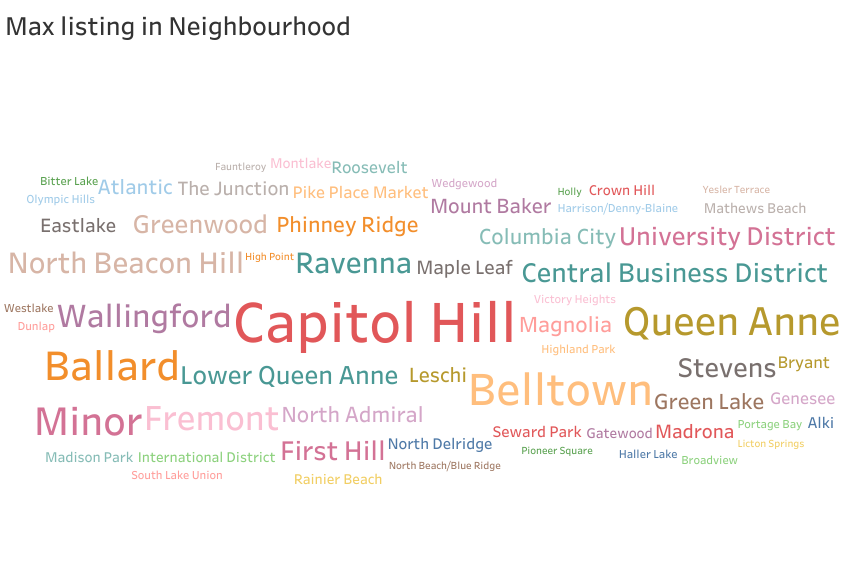 Max listing in Neighbourhood
Fauntleroy Montlake Roosevelt
Bitter Lake Atlantic The Junction Pike Place Market Wedgewood Holly Crown Hill Yesler Terrace
Olympic Hills Mount Baker Harrison/Denny-Blaine Mathews Beach
Eastlake Greenwood Phinney Ridge Columbia City University District
North Beacon Hill High Point Ravenna Maple Leaf Central Business District
Westlake Wallingford Capitol Hill Victory Heights Queen Anne
Dunlap Magnolia
Highland Park
Ballard Lower Queen Anne Leschi Stevens Bryant
Belltown Green Lake Genesee
Minor Fremont North Admiral Seward Park Gatewood Madrona Portage Bay Alki
First Hill North Delridge Pioneer Square Haller Lake Licton Springs
Madison Park International District North Beach/Blue Ridge Broadview
South Lake Union Rainier Beach